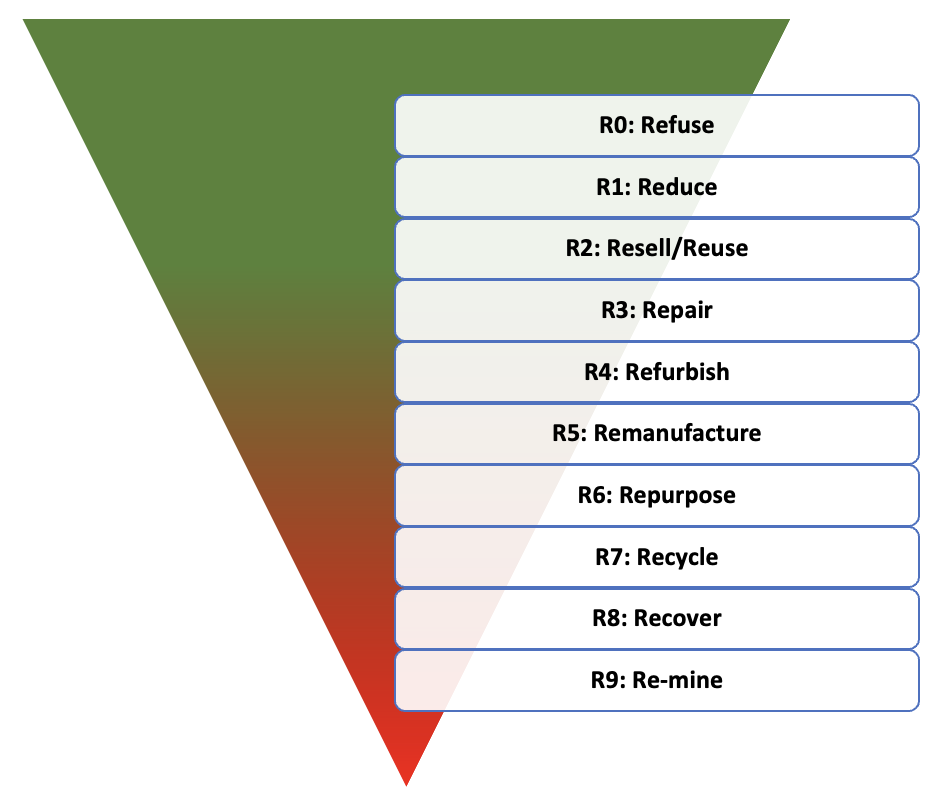 R0: Refuse
R1: Reduce
R2: Resell/Reuse
R3: Repair
R4: Refurbish
R5: Remanufacture
R6: Repurpose
R7: Recycle
R8: Recover
R9: Re-mine